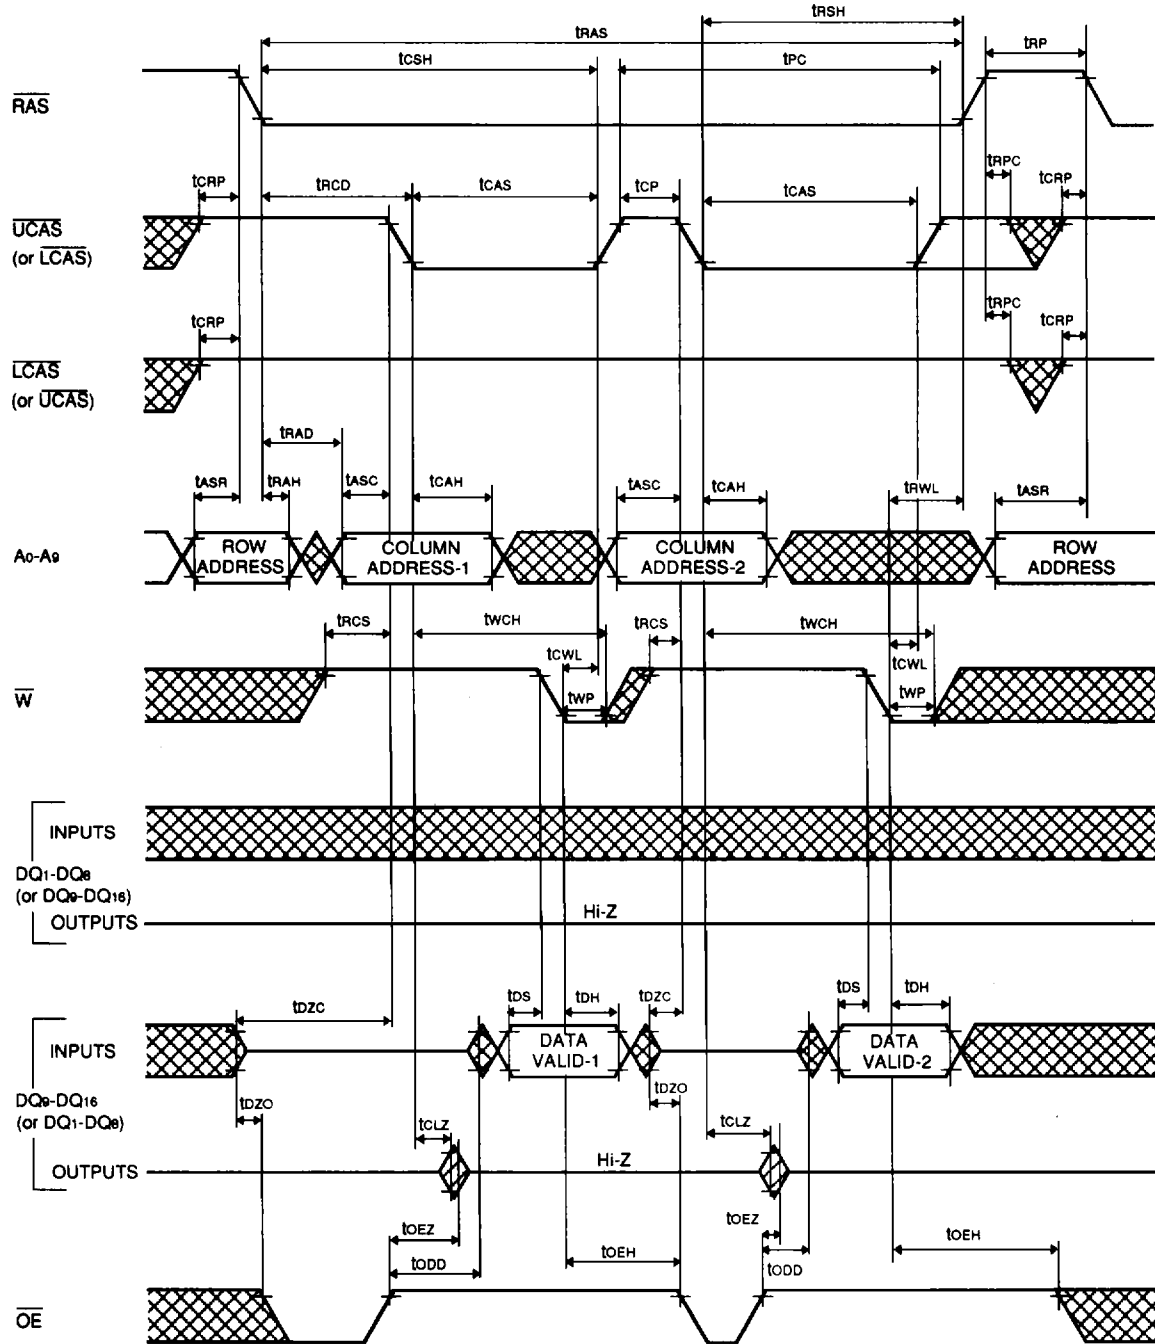 tRSH
tRAS
tRP
tCSH
tPC
RAS
tRPC
tCRP
tRCD
tCAS
tCP
tCAS
tCRP
UCAS
(or LCAS)
tRPC
tCRP
tCRP
LCAS
(or UCAS)
tRAD
tASR
tRAH
tASC
tCAH
tASC
tCAH
tRWL
tASR
A0-A9
ROW
ADDRESS
COLUMN
ADDRESS-1
COLUMN
ADDRESS-2
ROW
ADDRESS
tRCS
tWCH
tRCS
tWCH
tCWL
tCWL
W
tWP
tWP
INPUTS
DQ1-DQ8
(or DQ9-DQ16)
OUTPUTS
Hi-Z
tDZC
tDS
tDH
tDZC
tDS
tDH
INPUTS
DATA
VALID-1
DATA
VALID-2
DQ9-DQ16
(or DQ1-DQ8)
tDZO
tDZO
tCLZ
tCLZ
OUTPUTS
Hi-Z
tOEZ
tOEZ
tODD
tOEH
tODD
tOEH
OE